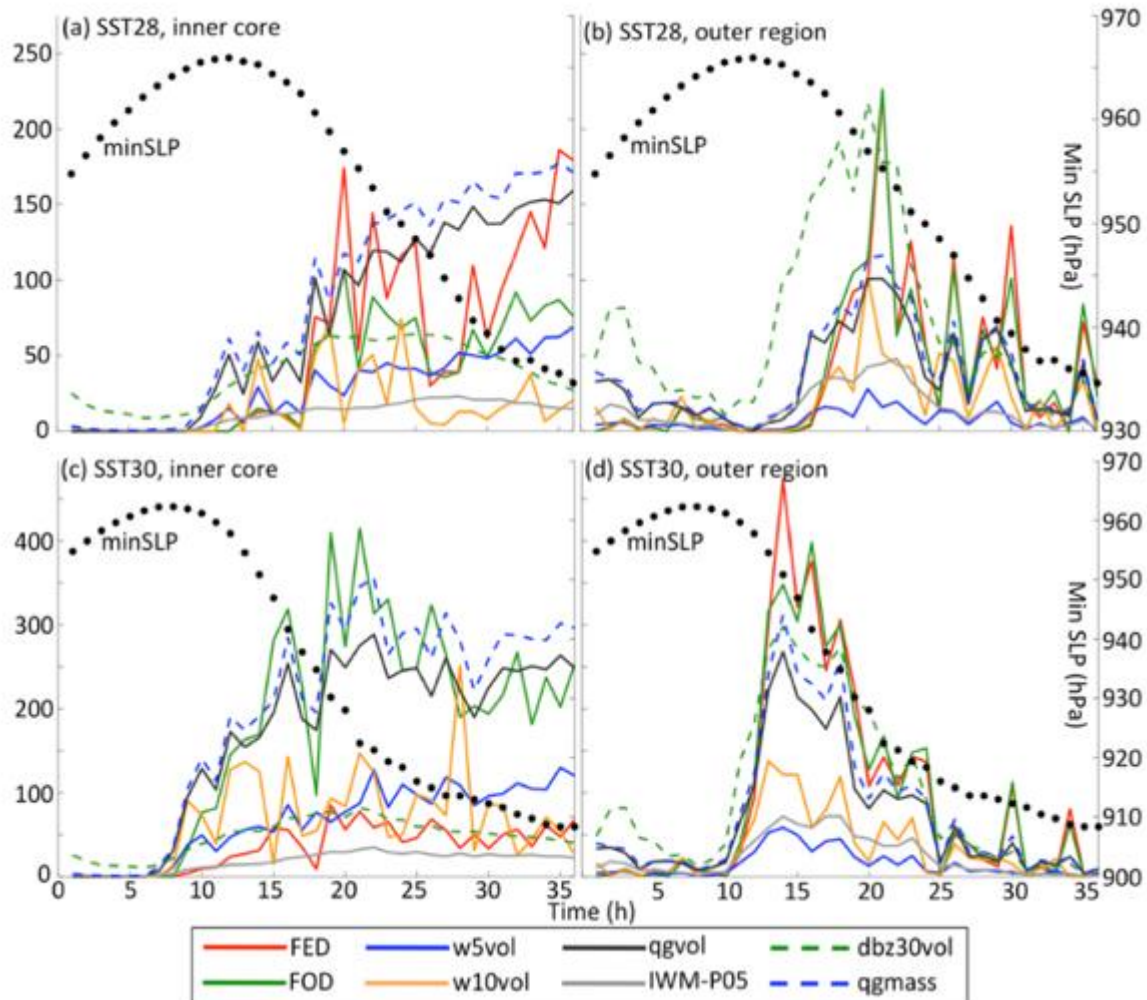 (a) SST28, inner core
(b) SST28, outer region
970
250
200
150
100
50
0
minSLP
minSLP
960
950
940
930
Min SLP (hPa)
(c) SST30, inner core
(d) SST30, outer region
970
400
300
200
100
0
minSLP
minSLP
960
950
940
930
920
910
900
Min SLP (hPa)
0 5 10 15 20 25 30 35
5 10 15 20 25 30 35
Time (h)
FED w5vol qgvol dbz30vol
FOD w10vol IWM-P05 qgmass